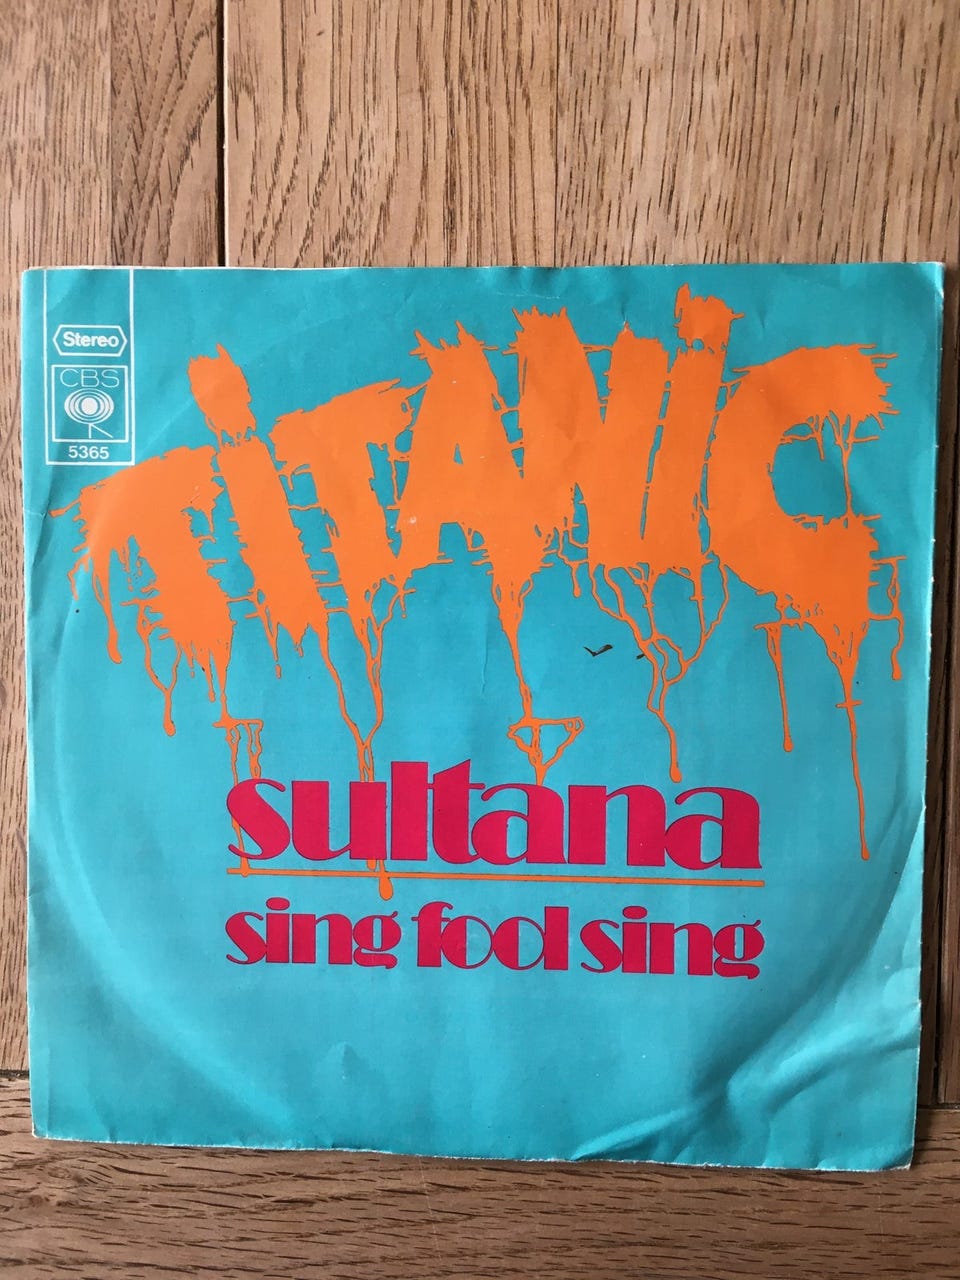 Stereo
CBS
5365
TiTANiC
sultana
sing fool sing